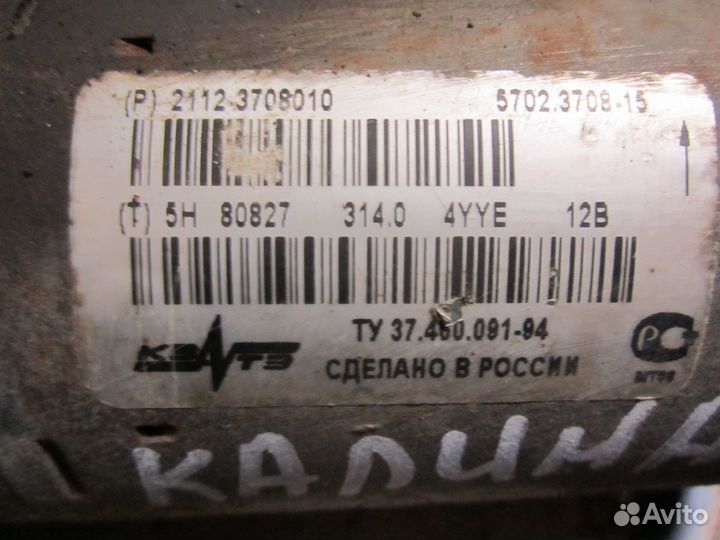 (P) 2112-3708010 5702.3708-15
(T) 5H 80827 314.0 4YYE 12B
КЗАТЭ ТУ 37.460.091-94
СДЕЛАНО В РОССИИ
КАЛИНА
Avito